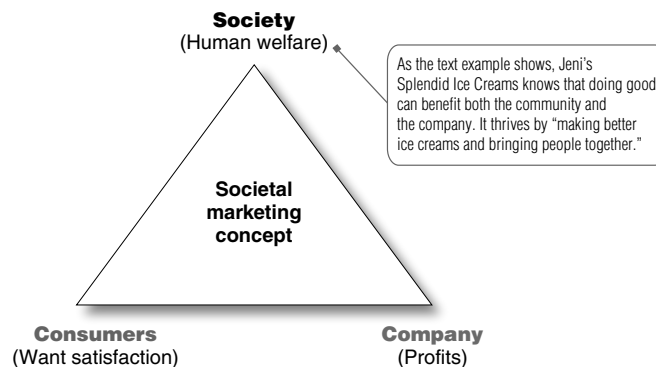 Society
(Human welfare)
As the text example shows, Jeni’s
Splendid Ice Creams knows that doing good
can benefit both the community and
the company. It thrives by “making better
ice creams and bringing people together.”
Societal
marketing
concept
Consumers
(Want satisfaction)
Company
(Profits)